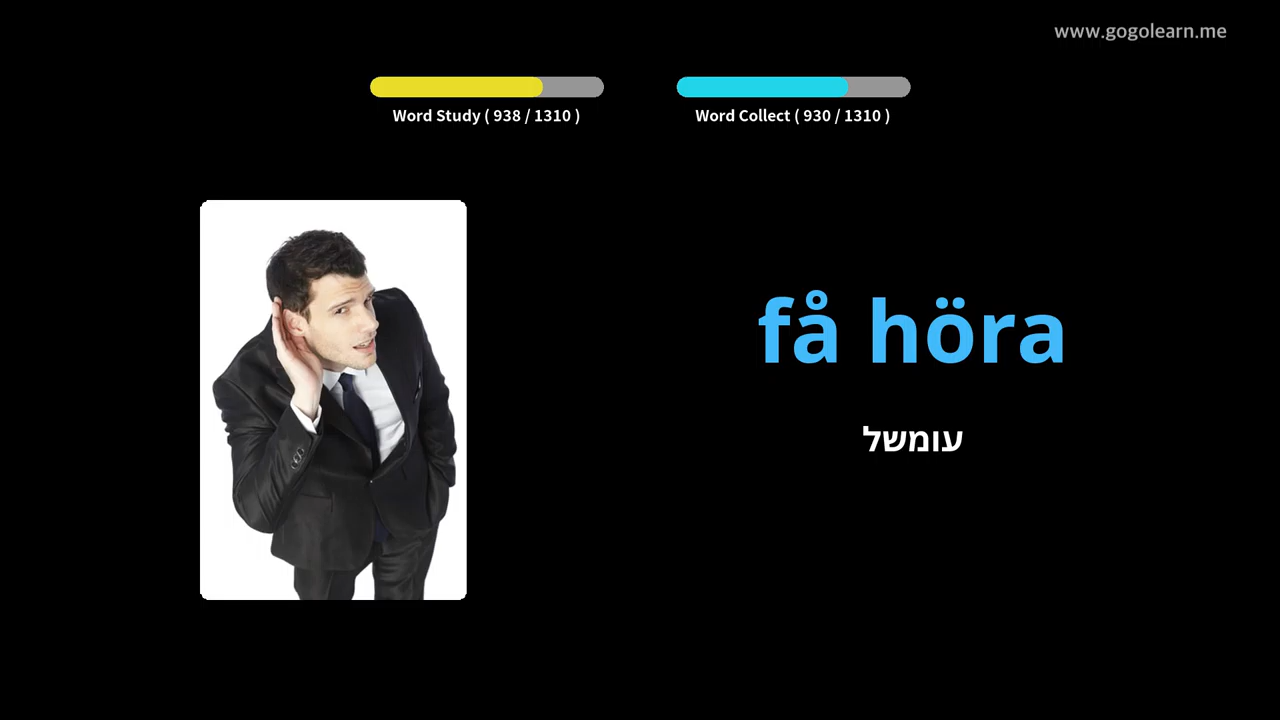 www.gogolearn.me
Word Study ( 938 / 1310 )
Word Collect ( 930 / 1310 )
få höra
עומשל